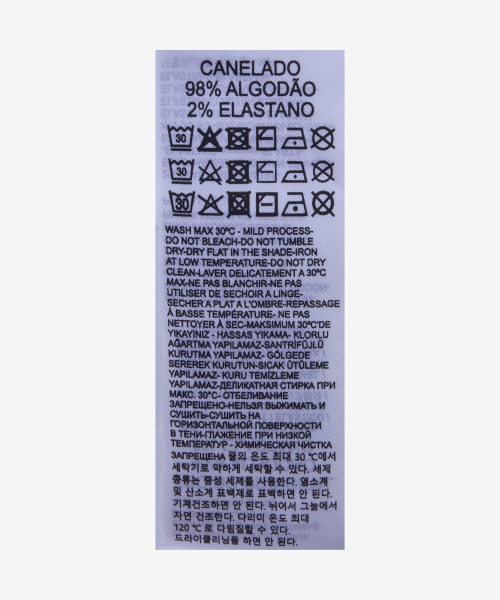 CANELADO
98% ALGODÃO
2% ELASTANO
30
30
30
WASH MAX 30ºC - MILD PROCESS-
DO NOT BLEACH-DO NOT TUMBLE
DRY-DRY FLAT IN THE SHADE-IRON
AT LOW TEMPERATURE-DO NOT DRY
CLEAN-LAVER DELICATEMENT A 30ºC
MAX-NE PAS BLANCHIR-NE PAS
UTILISER DE SECHOIR A LINGE-
SECHER A PLAT A L'OMBRE-REPASSAGE
À BASSE TEMPÉRATURE- NE PAS
NETTOYER À SEC-MAKSIMUM 30ºC'DE
YIKAYINIZ - HASSAS YIKAMA- KLORLU
AĞARTMA YAPILAMAZ-SANTRİFÜJLÜ
KURUTMA YAPILAMAZ- GÖLGEDE
SEREREK KURUTUN-SICAK ÜTÜLEME
YAPILAMAZ- KURU TEMİZLEME
YAPILAMAZ-ДЕЛИКАТНАЯ СТИРКА ПРИ
МАКС. 30°C- ОТБЕЛИВАНИЕ
ЗАПРЕЩЕНО-НЕЛЬЗЯ ВЫЖИМАТЬ И
СУШИТЬ-СУШИТЬ НА
ГОРИЗОНТАЛЬНОЙ ПОВЕРХНОСТИ
В ТЕНИ-ГЛАЖЕНИЕ ПРИ НИЗКОЙ
ТЕМПЕРАТУР - ХИМИЧЕСКАЯ ЧИСТКА
ЗАПРЕЩЕНА 물의 온도 최대 30 ℃에서
세탁기로 약하게 세탁할 수 있다. 세제
종류는 중성 세제를 사용한다. 염소계
및 산소계 표백제로 표백하면 안 된다.
기계건조하면 안 된다. 뉘어서 그늘에서
자연 건조한다. 다리미 온도 최대
120 ℃ 로 다림질할 수 있다.
드라이클리닝을 하면 안 된다.